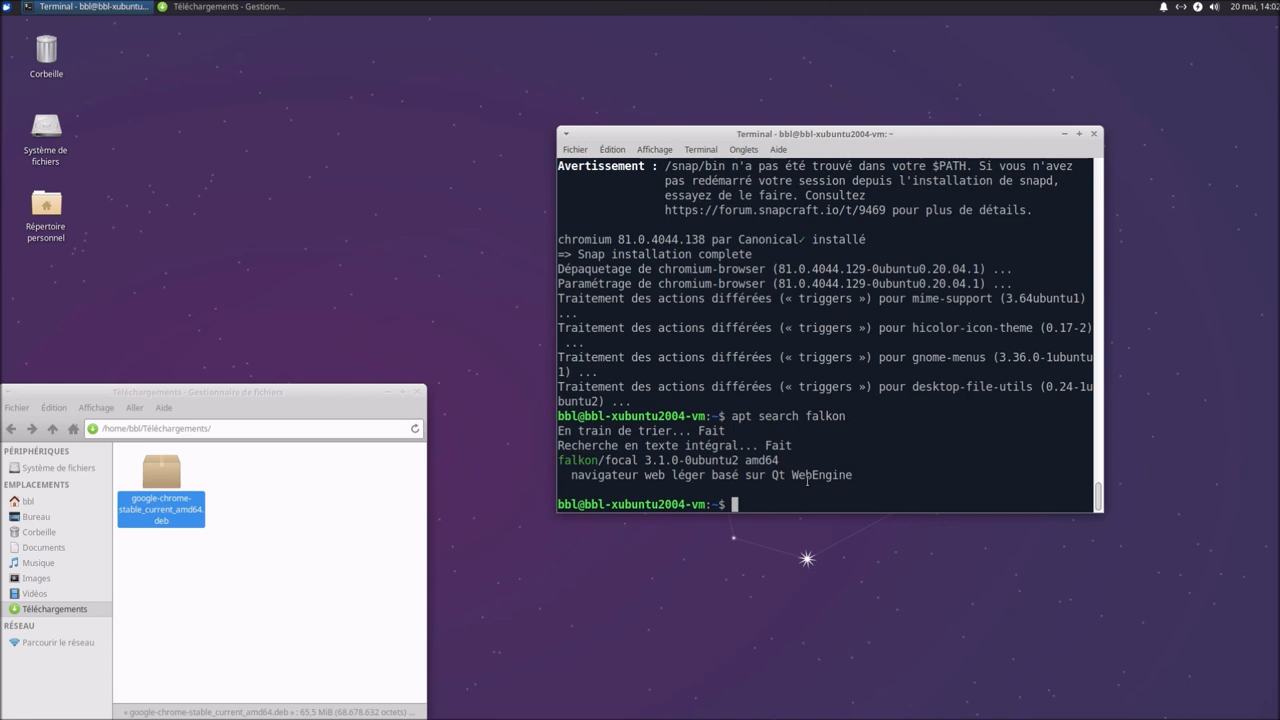 Terminal - bbl@bbl-xubuntu...
Téléchargements - Gestionn...
20 mai, 14:02
Corbeille
Système de
fichiers
Répertoire
personnel
Terminal - bbl@bbl-xubuntu2004-vm: ~
Fichier Édition Affichage Terminal Onglets Aide
Avertissement : /snap/bin n'a pas été trouvé dans votre $PATH. Si vous n'avez
pas redémarré votre session depuis l'installation de snapd,
essayez de le faire. Consultez
https://forum.snapcraft.io/t/9469 pour plus de détails.
chromium 81.0.4044.138 par Canonical✓ installé
=> Snap installation complete
Dépaquetage de chromium-browser (81.0.4044.129-0ubuntu0.20.04.1) ...
Paramétrage de chromium-browser (81.0.4044.129-0ubuntu0.20.04.1) ...
Traitement des actions différées (« triggers ») pour mime-support (3.64ubuntu1)
...
Traitement des actions différées (« triggers ») pour hicolor-icon-theme (0.17-2)
...
Traitement des actions différées (« triggers ») pour gnome-menus (3.36.0-1ubuntu
1) ...
Traitement des actions différées (« triggers ») pour desktop-file-utils (0.24-1u
buntu2) ...
bbl@bbl-xubuntu2004-vm:~$ apt search falkon
En train de trier... Fait
Recherche en texte intégral... Fait
falkon/focal 3.1.0-0ubuntu2 amd64
navigateur web léger basé sur Qt WebEngine
bbl@bbl-xubuntu2004-vm:~$
Téléchargements - Gestionnaire de fichiers
Fichier Édition Affichage Aller Aide
/home/bbl/Téléchargements/
PÉRIPHÉRIQUES
Système de fichiers
EMPLACEMENTS
bbl
Bureau
Corbeille
Documents
Musique
Images
Vidéos
Téléchargements
RÉSEAU
Parcourir le réseau
google-chrome-
stable_current_amd64.
deb
« google-chrome-stable_current_amd64.deb » : 65,5 MiB (68.678.632 octets) ...